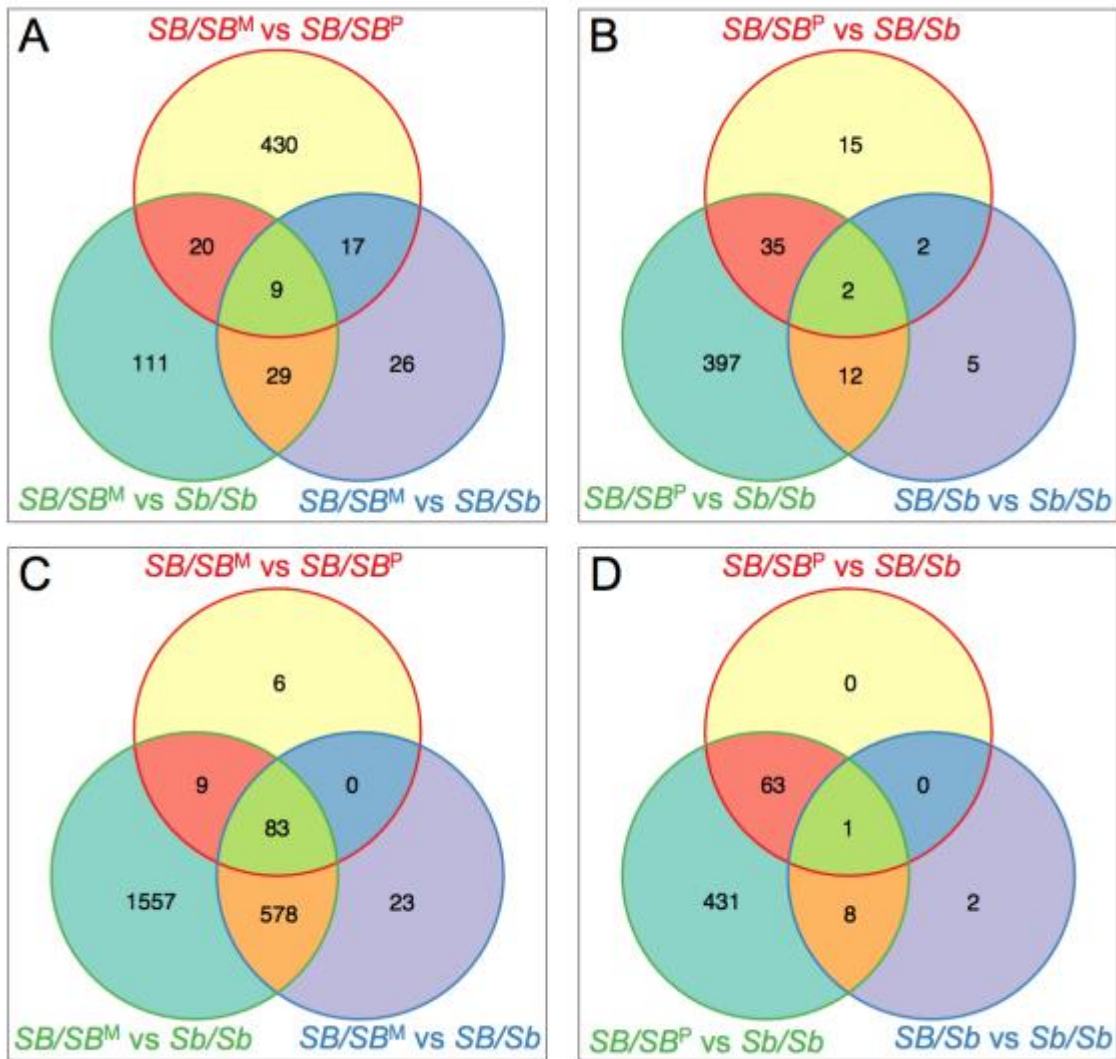 A
SB/SBᴹ vs SB/SBᴾ
430
20
17
9
111
29
26
SB/SBᴹ vs Sb/Sb
SB/SBᴹ vs SB/Sb
B
SB/SBᴾ vs SB/Sb
15
35
2
2
397
12
5
SB/SBᴾ vs Sb/Sb
SB/Sb vs Sb/Sb
C
SB/SBᴹ vs SB/SBᴾ
6
9
0
83
1557
578
23
SB/SBᴹ vs Sb/Sb
SB/SBᴹ vs SB/Sb
D
SB/SBᴾ vs SB/Sb
0
63
0
1
431
8
2
SB/SBᴾ vs Sb/Sb
SB/Sb vs Sb/Sb